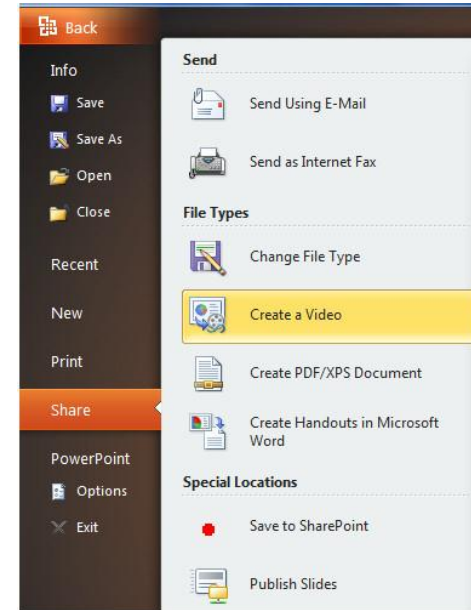 Back
Info
Save
Save As
Open
Close
Recent
New
Print
Share
PowerPoint
Options
Exit
Send
Send Using E-Mail
Send as Internet Fax
File Types
Change File Type
Create a Video
Create PDF/XPS Document
Create Handouts in Microsoft
Word
Special Locations
Save to SharePoint
Publish Slides